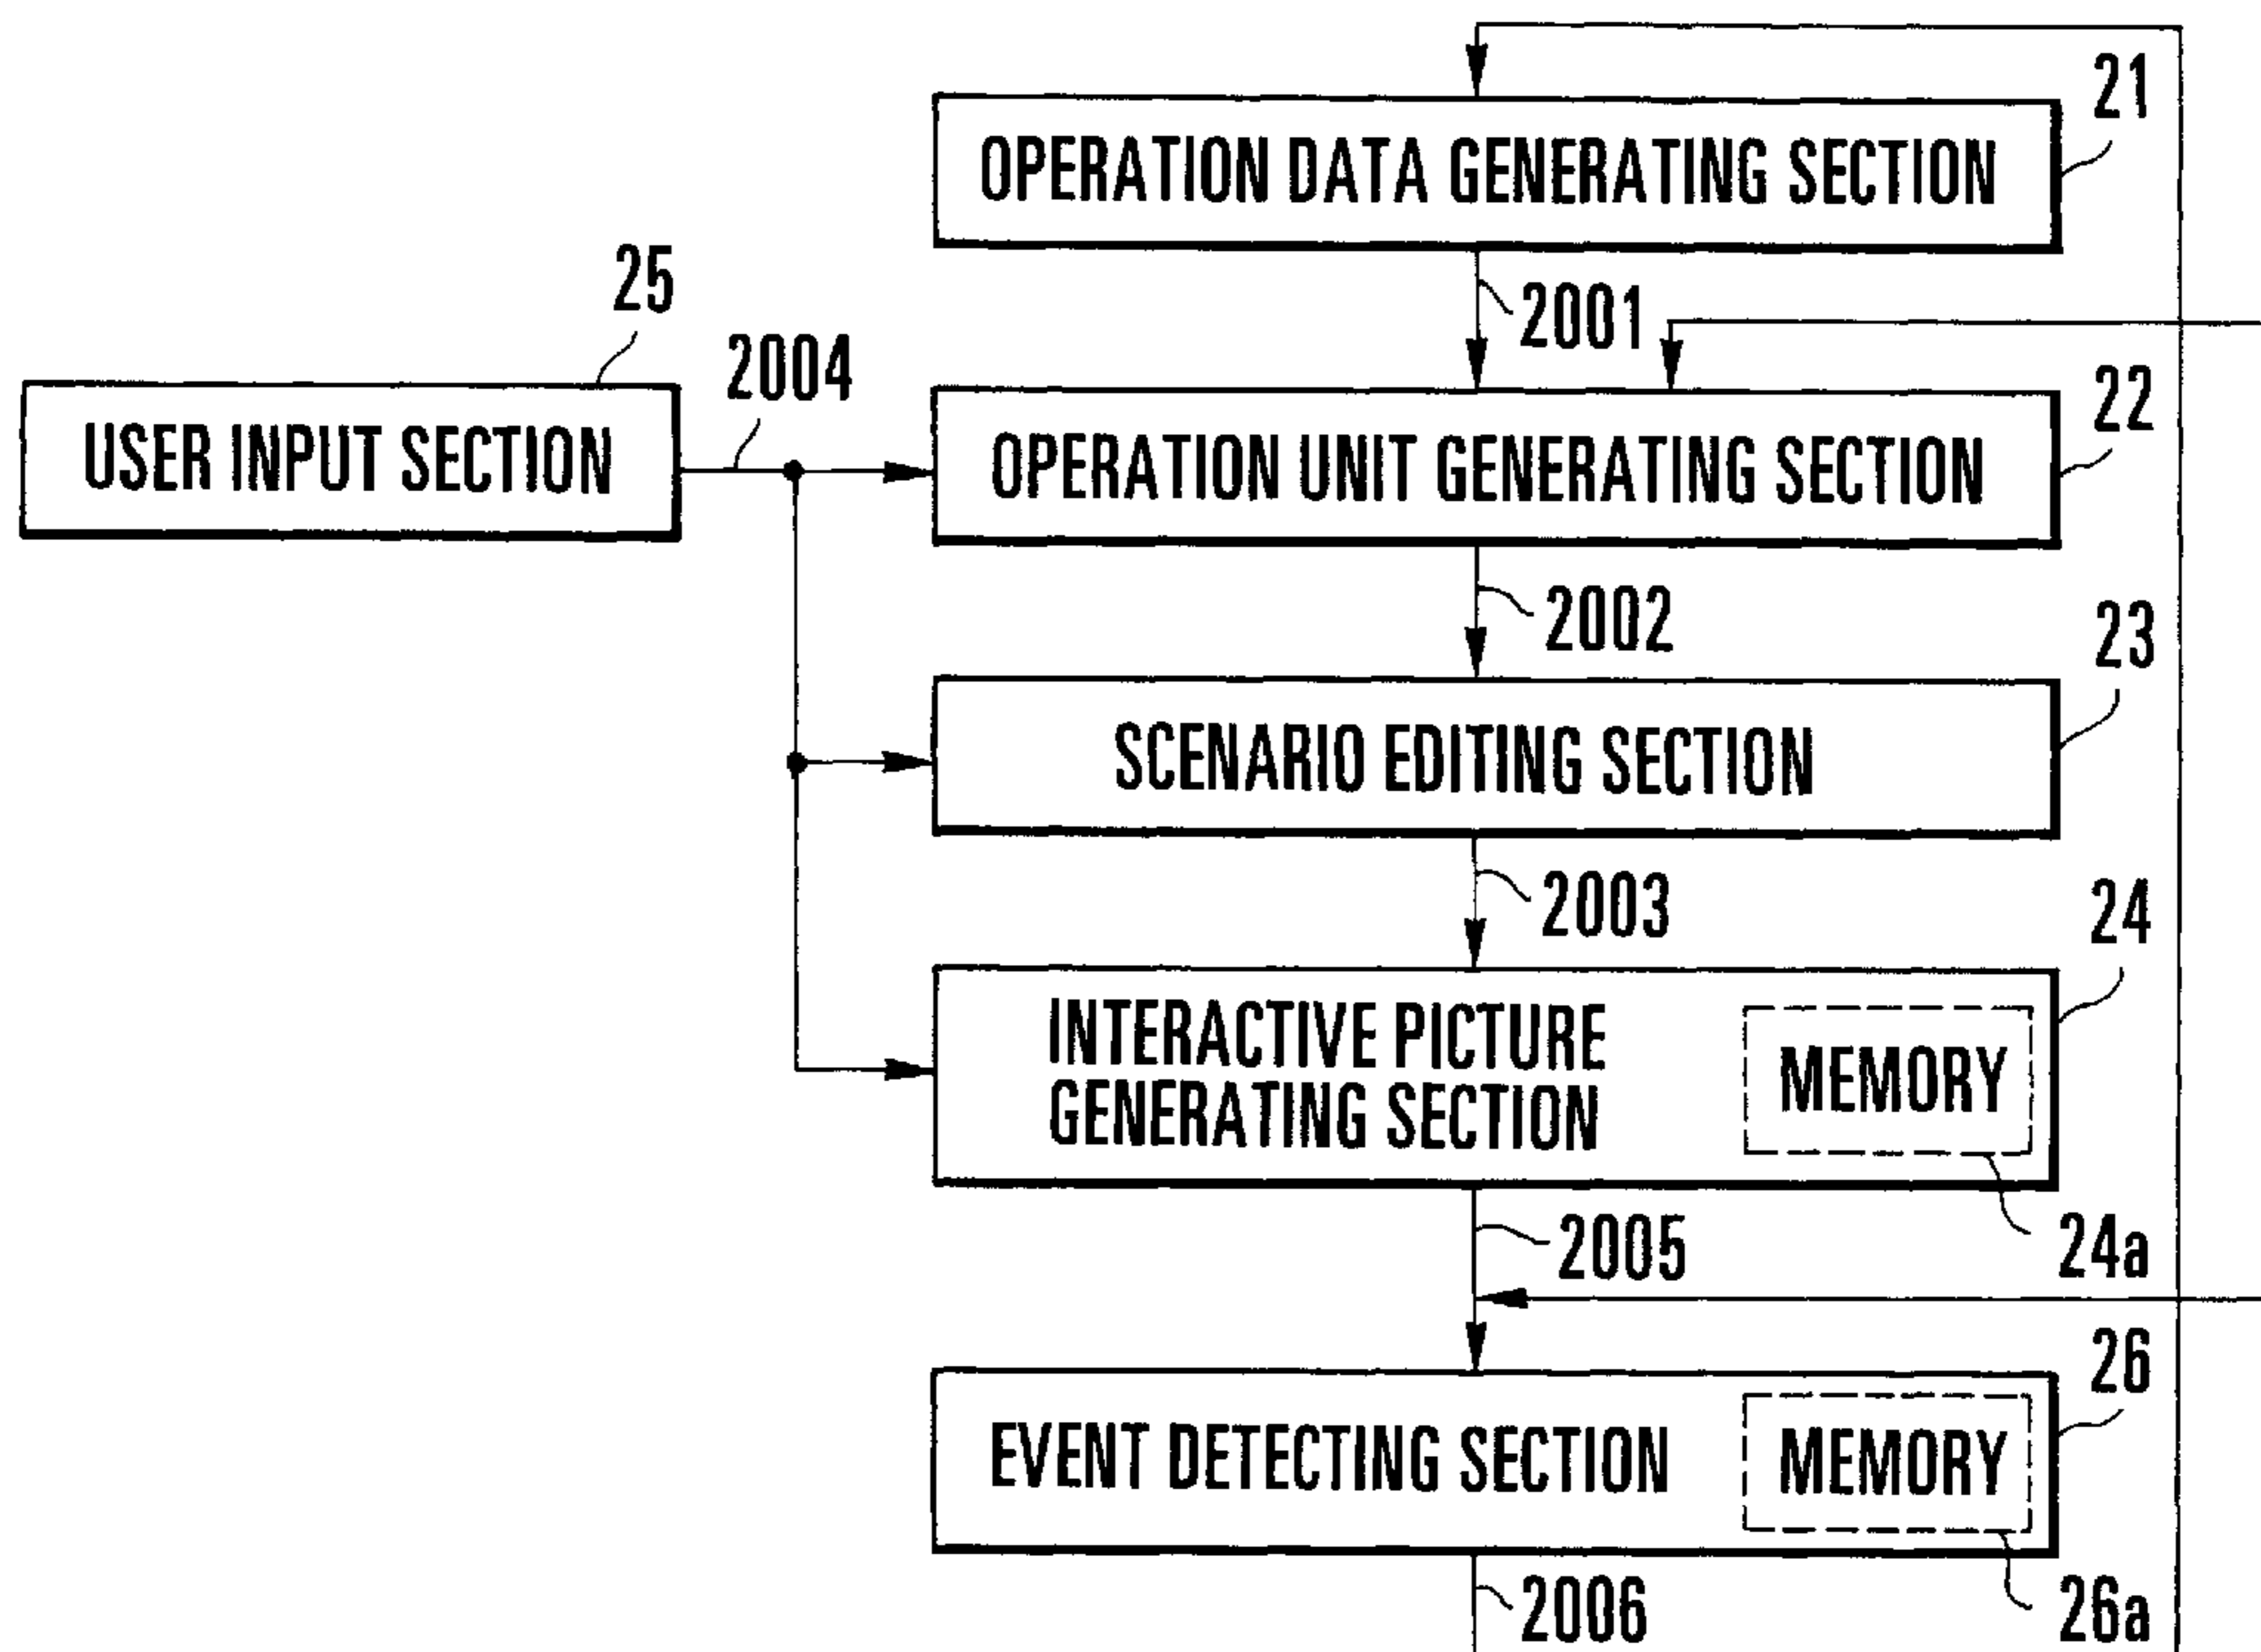 21
OPERATION DATA GENERATING SECTION
25
2001
2004
22
USER INPUT SECTION
OPERATION UNIT GENERATING SECTION
2002
23
SCENARIO EDITING SECTION
2003
24
INTERACTIVE PICTURE
GENERATING SECTION
MEMORY
2005
24a
26
EVENT DETECTING SECTION
MEMORY
2006
26a